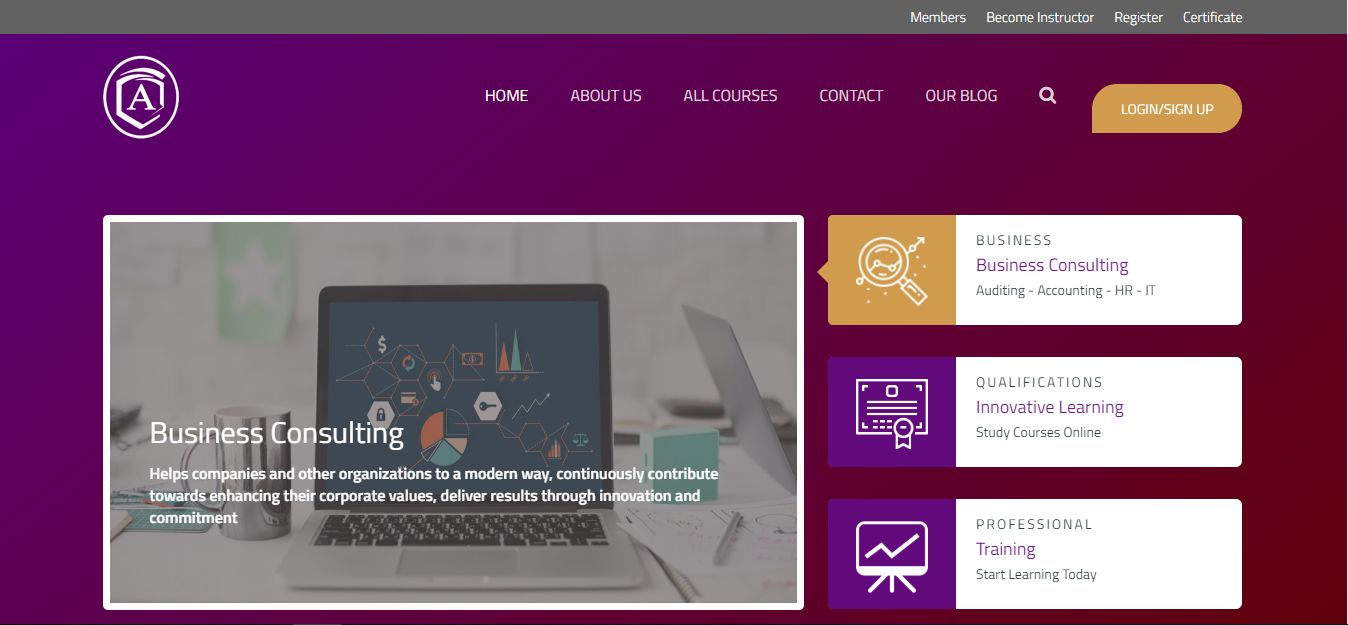 Members Become Instructor Register Certificate
A
HOME ABOUT US ALL COURSES CONTACT OUR BLOG
LOGIN/SIGN UP
$
Business Consulting
Helps companies and other organizations to a modern way, continuously contribute
towards enhancing their corporate values, deliver results through innovation and
commitment
BUSINESS
Business Consulting
Auditing - Accounting - HR - IT
QUALIFICATIONS
Innovative Learning
Study Courses Online
PROFESSIONAL
Training
Start Learning Today